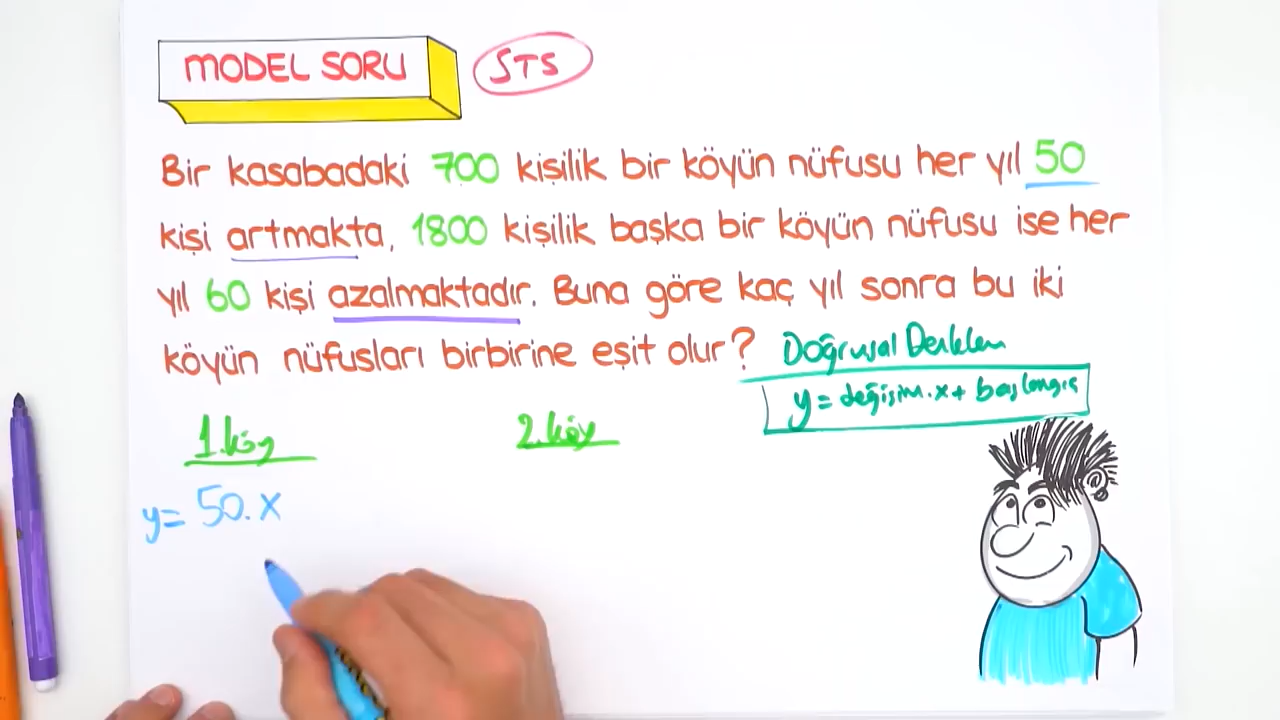 MODEL SORU
STS
Bir kasabadaki 700 kişilik bir köyün nüfusu her yıl 50
kişi artmakta, 1800 kişilik başka bir köyün nüfusu ise her
yıl 60 kişi azalmaktadır. Buna göre kaç yıl sonra bu iki
köyün nüfusları birbirine eşit olur?
Doğrusal Denklem
y = değişim.x + başlangıç
1.köy
2.köy
y = 50.x